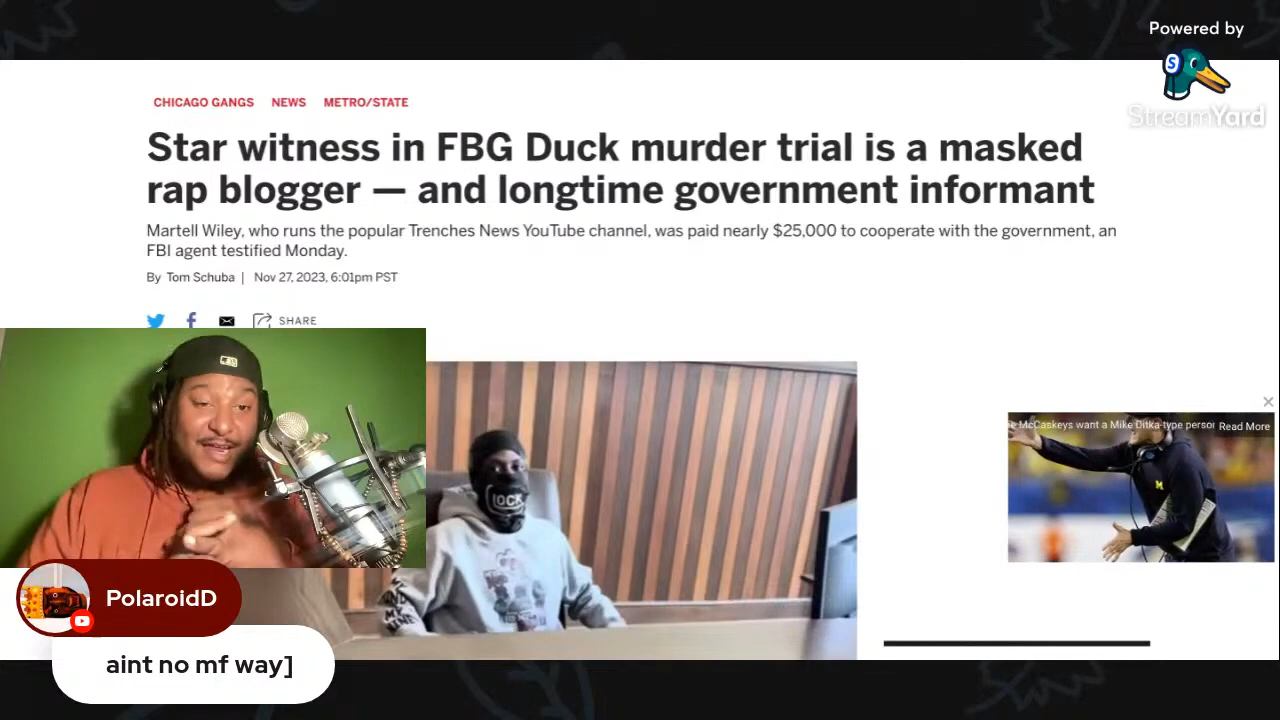 Powered by
StreamYard
CHICAGO GANGS NEWS METRO/STATE
Star witness in FBG Duck murder trial is a masked
rap blogger — and longtime government informant
Martell Wiley, who runs the popular Trenches News YouTube channel, was paid nearly $25,000 to cooperate with the government, an
FBI agent testified Monday.
By Tom Schuba | Nov 27, 2023, 6:01pm PST
SHARE
McCaskeys want a Mike Ditka-type person Read More
PolaroidD
aint no mf way]